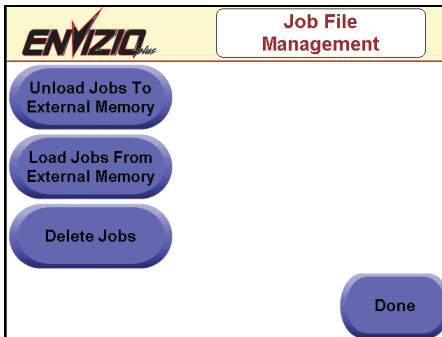 ENVIZIO plus
Job File
Management
Unload Jobs To
External Memory
Load Jobs From
External Memory
Delete Jobs
Done